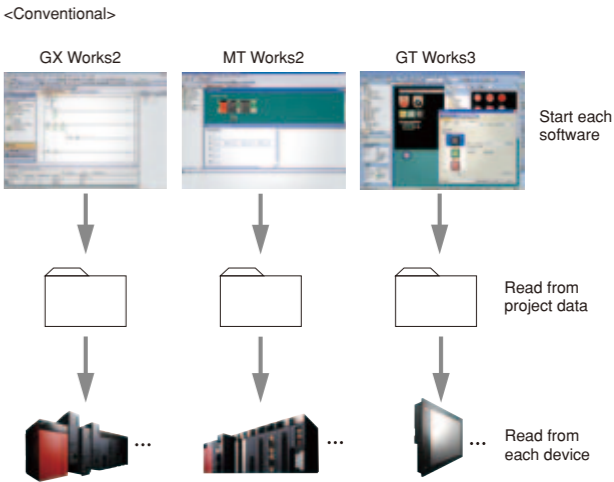 <Conventional>
GX Works2
MT Works2
GT Works3
Start each
software
Read from
project data
...
...
...
Read from
each device